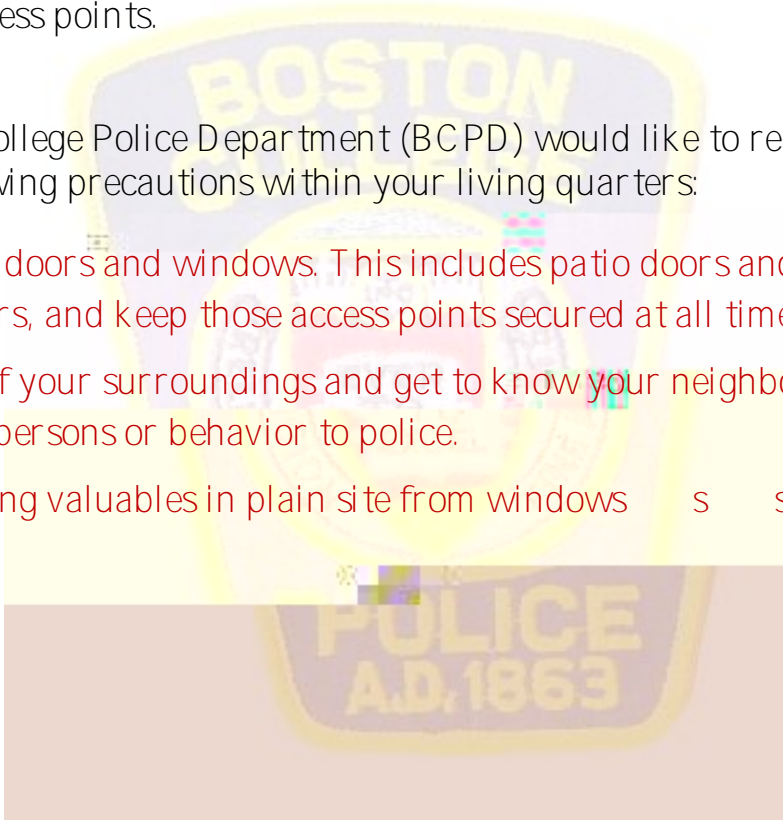 ess points.
BOSTON
COLLEGE
ollege Police Department (BCPD) would like to re
ving precautions within your living quarters:
doors and windows. This includes patio doors and
rs, and keep those access points secured at all time
f your surroundings and get to know your neighbo
persons or behavior to police.
ng valuables in plain site from windows s s
POLICE
A.D. 1863